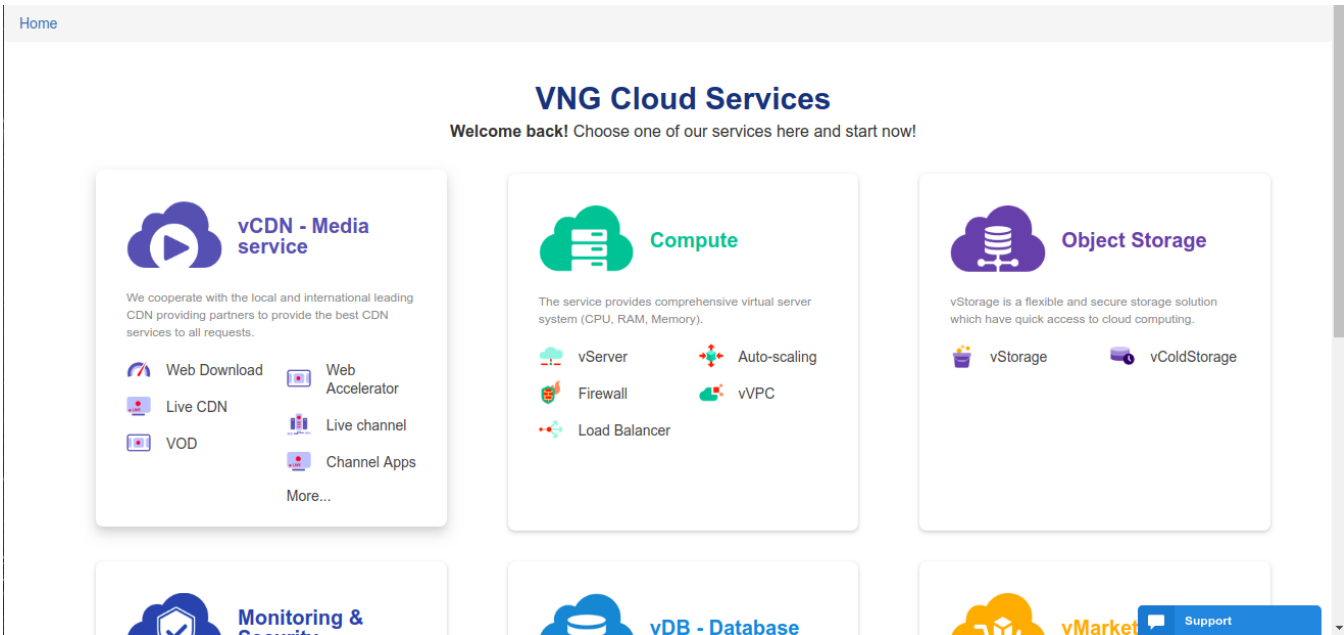 Home
VNG Cloud Services
Welcome back! Choose one of our services here and start now!
vCDN - Media
service
We cooperate with the local and international leading
CDN providing partners to provide the best CDN
services to all requests.
Web Download
Live CDN
VOD
Web
Accelerator
Live channel
Channel Apps
More...
Compute
The service provides comprehensive virtual server
system (CPU, RAM, Memory).
vServer
Auto-scaling
Firewall
vVPC
Load Balancer
Object Storage
vStorage is a flexible and secure storage solution
which have quick access to cloud computing.
vStorage
vColdStorage
Monitoring &
Security
vDB - Database
vMarket
Support